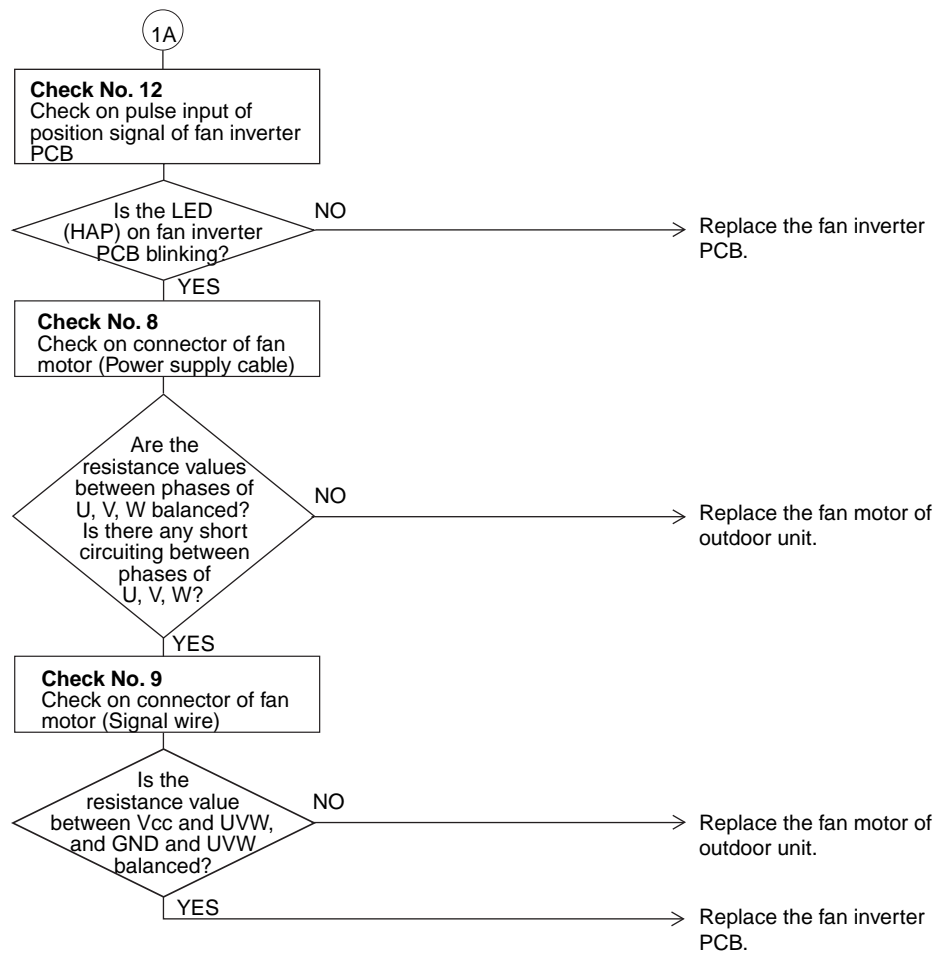 1A
Check No. 12
Check on pulse input of
position signal of fan inverter
PCB
Is the LED
(HAP) on fan inverter
PCB blinking?
NO
Replace the fan inverter
PCB.
YES
Check No. 8
Check on connector of fan
motor (Power supply cable)
Are the
resistance values
between phases of
U, V, W balanced?
Is there any short
circuiting between
phases of
U, V, W?
NO
Replace the fan motor of
outdoor unit.
YES
Check No. 9
Check on connector of fan
motor (Signal wire)
Is the
resistance value
between Vcc and UVW,
and GND and UVW
balanced?
NO
Replace the fan motor of
outdoor unit.
YES
Replace the fan inverter
PCB.